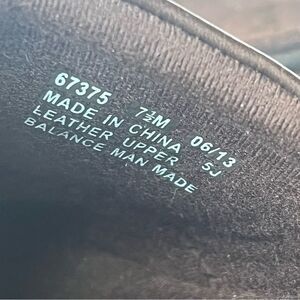 67375 7½M 06/13
MADE IN CHINA 5J
LEATHER UPPER
BALANCE MAN MADE